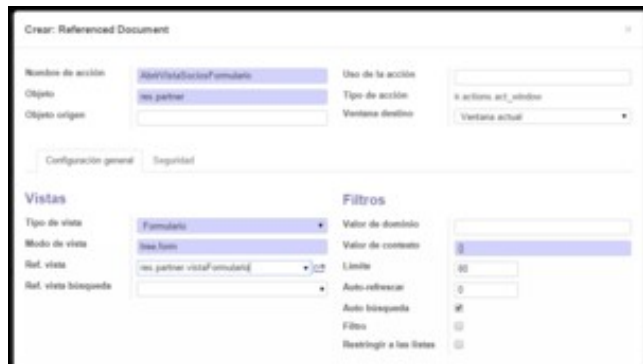 Crear: Referenced Document
Nombre de acción AbrirVistaSociosFormulario
Uso de la acción
Objeto res.partner
Tipo de acción ir.actions.act_window
Objeto origen
Ventana destino Ventana actual
Configuración general Seguridad
Vistas
Tipo de vista Formulario
Modo de vista tree,form
Ref. vista res.partner.vistaFormulario
Ref. vista búsqueda
Filtros
Valor de dominio
Valor de contexto {}
Límite 80
Auto-refrescar 0
Auto búsqueda
Filtro
Restringir a las listas